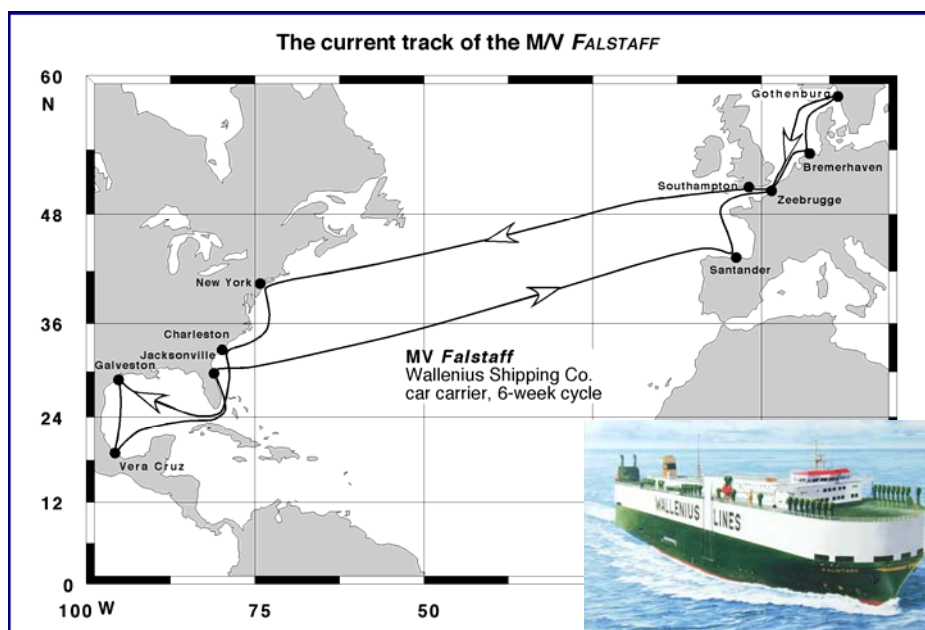 The current track of the M/V FALSTAFF
60
N
Gothenburg
Bremerhaven
Southampton
Zeebrugge
48
Santander
New York
36
Charleston
Jacksonville
Galveston
MV Falstaff
Wallenius Shipping Co.
car carrier, 6-week cycle
24
Vera Cruz
12
WALLENIUS LINES
FALSTAFF
0
100 W
75
50